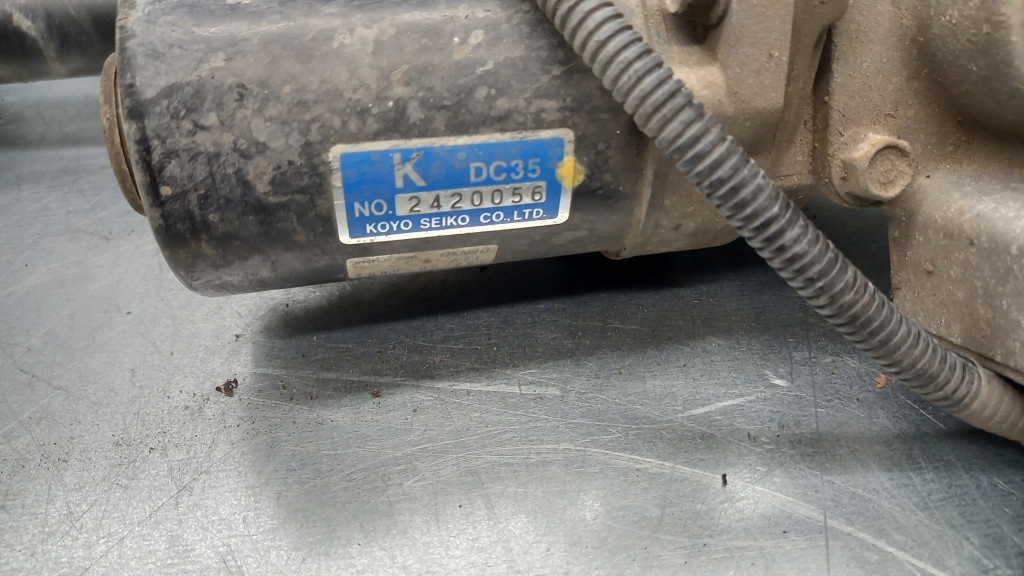 K DC35
NO. 2420056
KOYO SEIKO CO.,LTD.